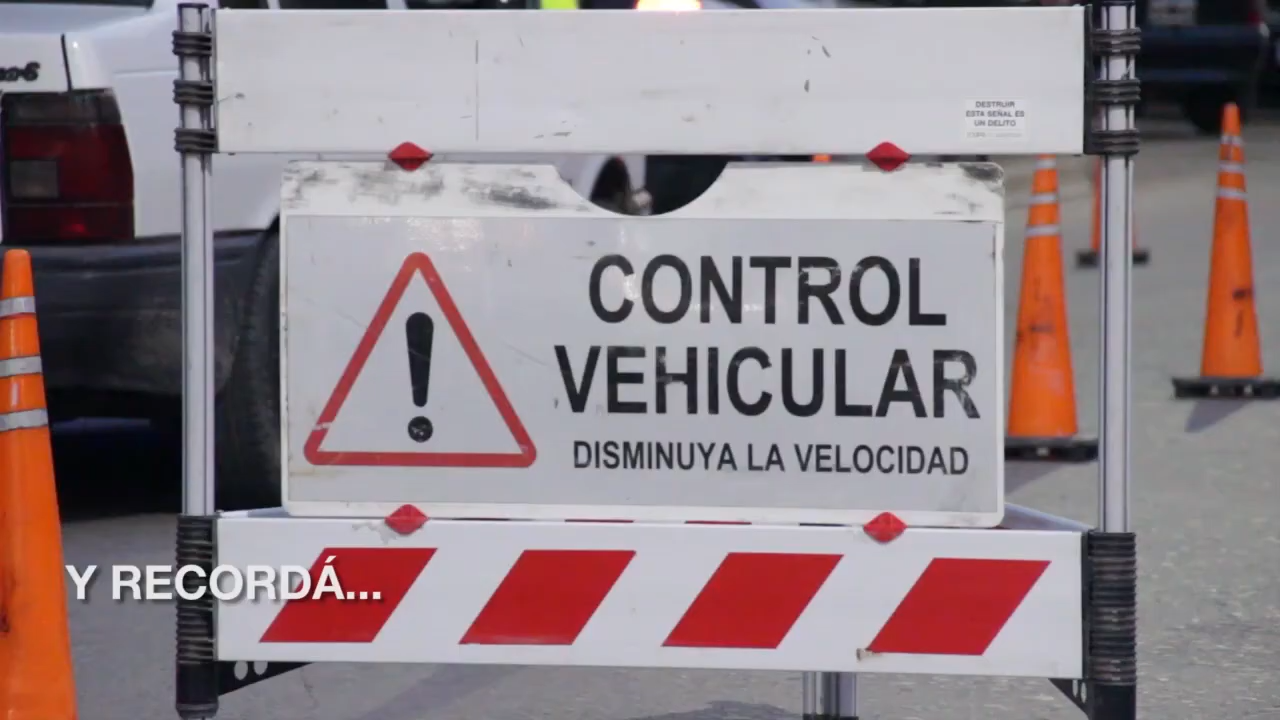 DESTRUIR
ESTA SEÑAL ES
UN DELITO
CONTROL
VEHICULAR
DISMINUYA LA VELOCIDAD
Y RECORDÁ...